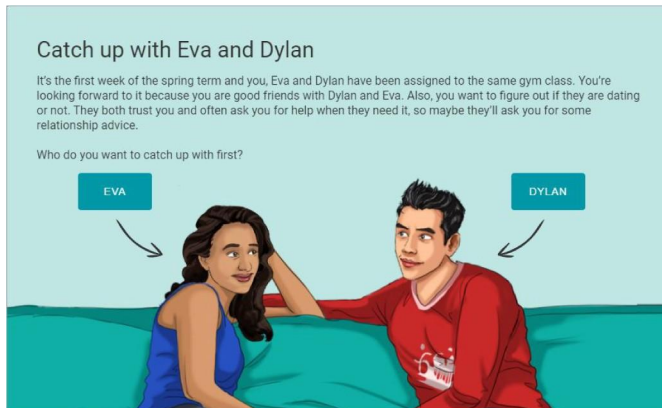 Catch up with Eva and Dylan
It's the first week of the spring term and you, Eva and Dylan have been assigned to the same gym class. You're
looking forward to it because you are good friends with Dylan and Eva. Also, you want to figure out if they are dating
or not. They both trust you and often ask you for help when they need it, so maybe they'll ask you for some
relationship advice.
Who do you want to catch up with first?
EVA
DYLAN